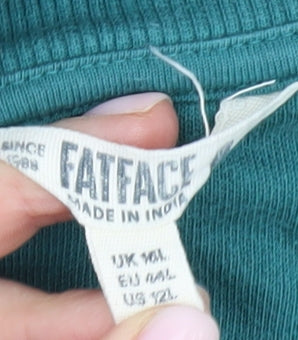 SINCE
1988
FATFACE
MADE IN INDIA
UK 16L
EU 44L
US 12L